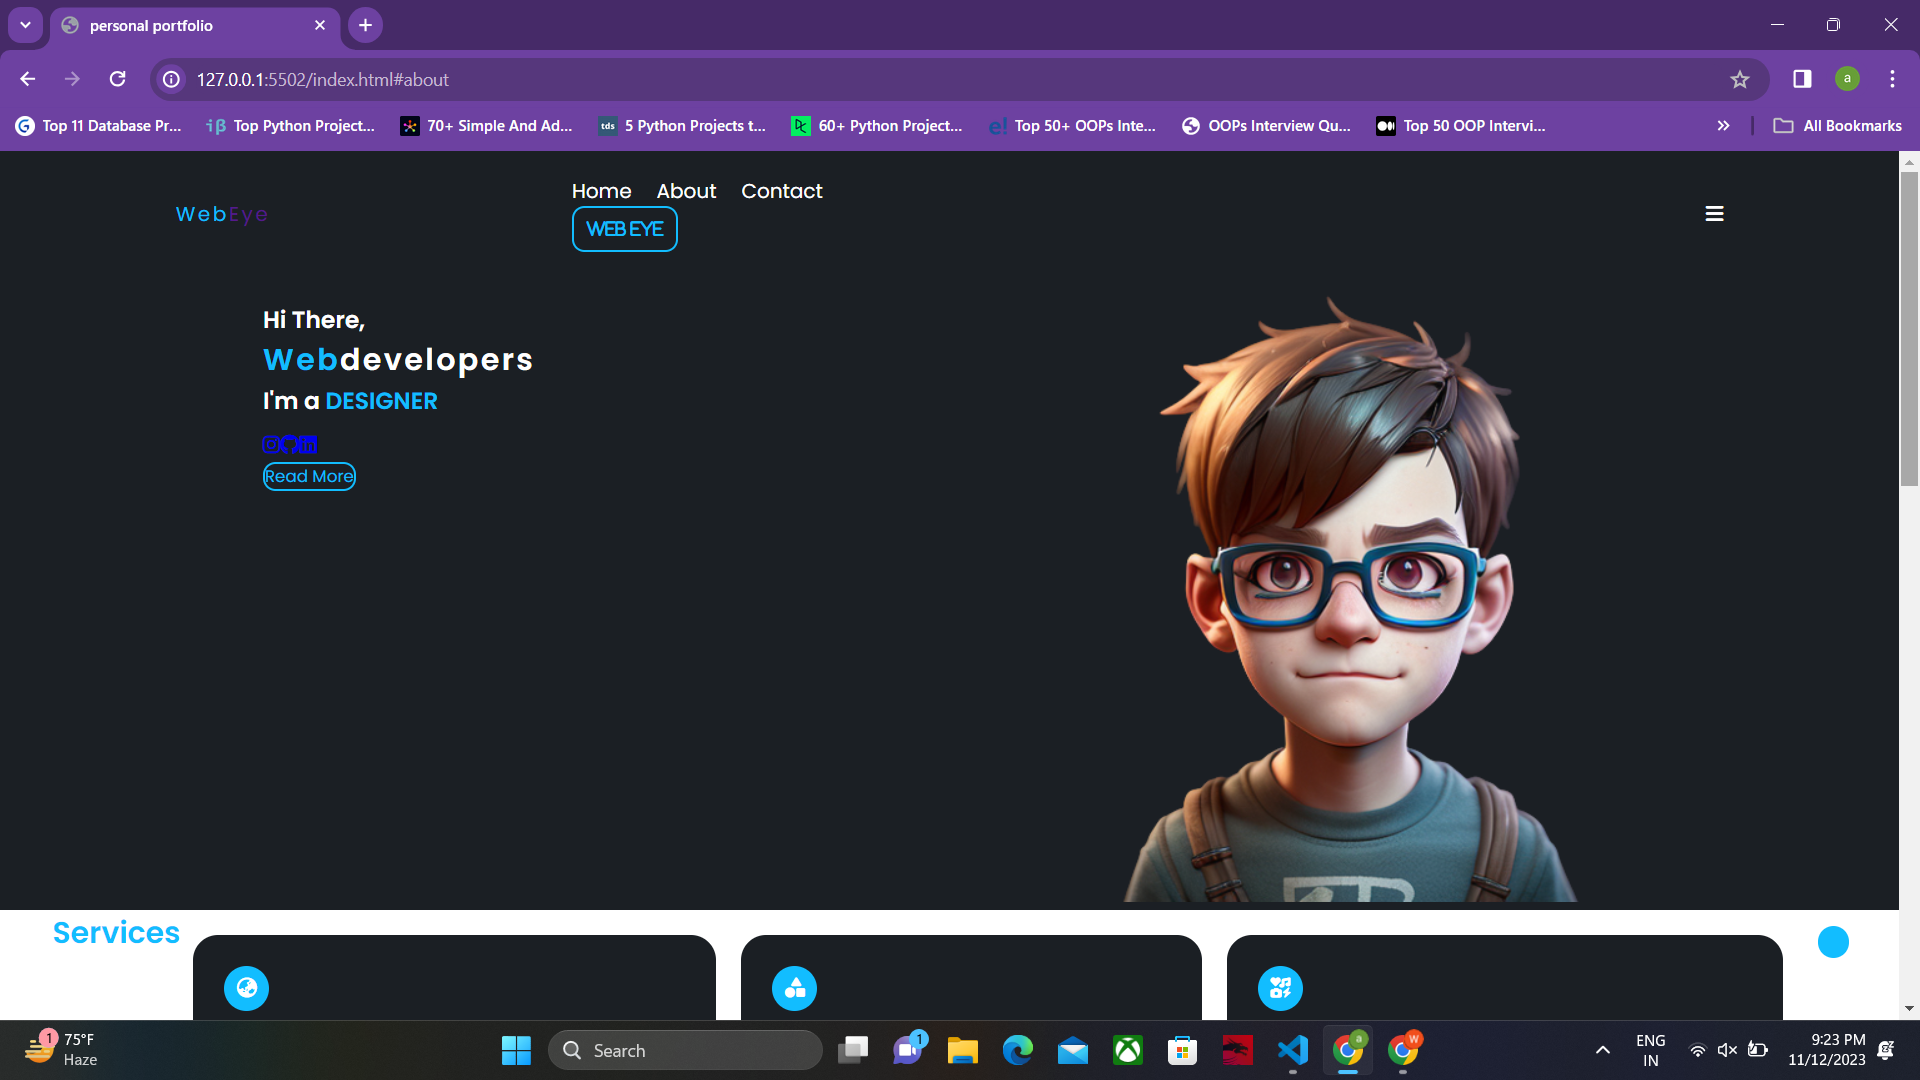 personal portfolio
127.0.0.1:5502/index.html#about
a
Top 11 Database Pr...
Top Python Project...
70+ Simple And Ad...
tds
5 Python Projects t...
60+ Python Project...
e!
Top 50+ OOPs Inte...
OOPs Interview Qu...
Top 50 OOP Intervi...
All Bookmarks
WebEye
Home About Contact
WEB EYE
Hi There,
Webdevelopers
I'm a DESIGNER
Read More
Services
1
75°F
Haze
Search
1
a
W
ENG
IN
9:23 PM
11/12/2023